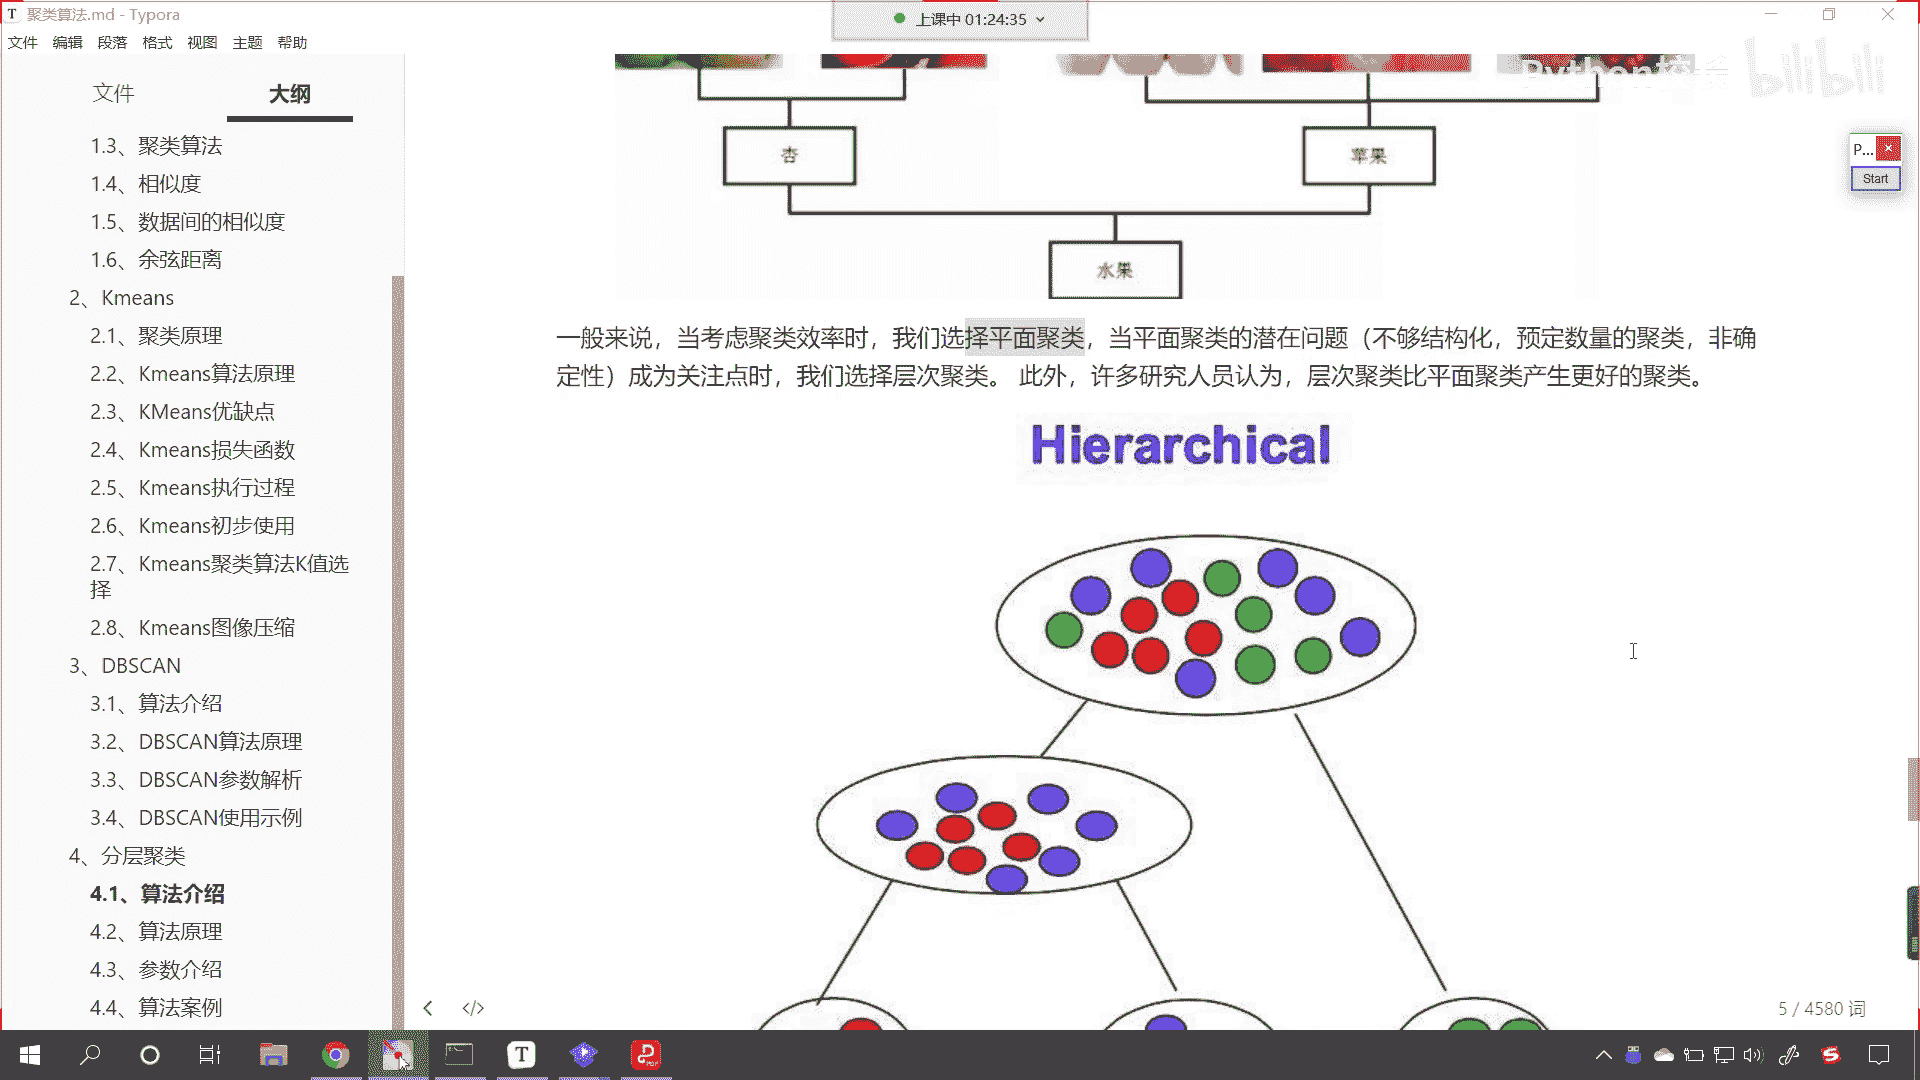 聚类算法.md - Typora
上课中 01:24:35
文件 编辑 段落 格式 视图 主题 帮助
Python校长 bilibili
文件 大纲
1.3、聚类算法
1.4、相似度
1.5、数据间的相似度
1.6、余弦距离
2、Kmeans
2.1、聚类原理
2.2、Kmeans算法原理
2.3、KMeans优缺点
2.4、Kmeans损失函数
2.5、Kmeans执行过程
2.6、Kmeans初步使用
2.7、Kmeans聚类算法K值选
择
2.8、Kmeans图像压缩
3、DBSCAN
3.1、算法介绍
3.2、DBSCAN算法原理
3.3、DBSCAN参数解析
3.4、DBSCAN使用示例
4、分层聚类
4.1、算法介绍
4.2、算法原理
4.3、参数介绍
4.4、算法案例
杏
苹果
水果
P...
Start
一般来说，当考虑聚类效率时，我们选择平面聚类，当平面聚类的潜在问题（不够结构化，预定数量的聚类，非确
定性）成为关注点时，我们选择层次聚类。 此外，许多研究人员认为，层次聚类比平面聚类产生更好的聚类。
Hierarchical
5 / 4580 词